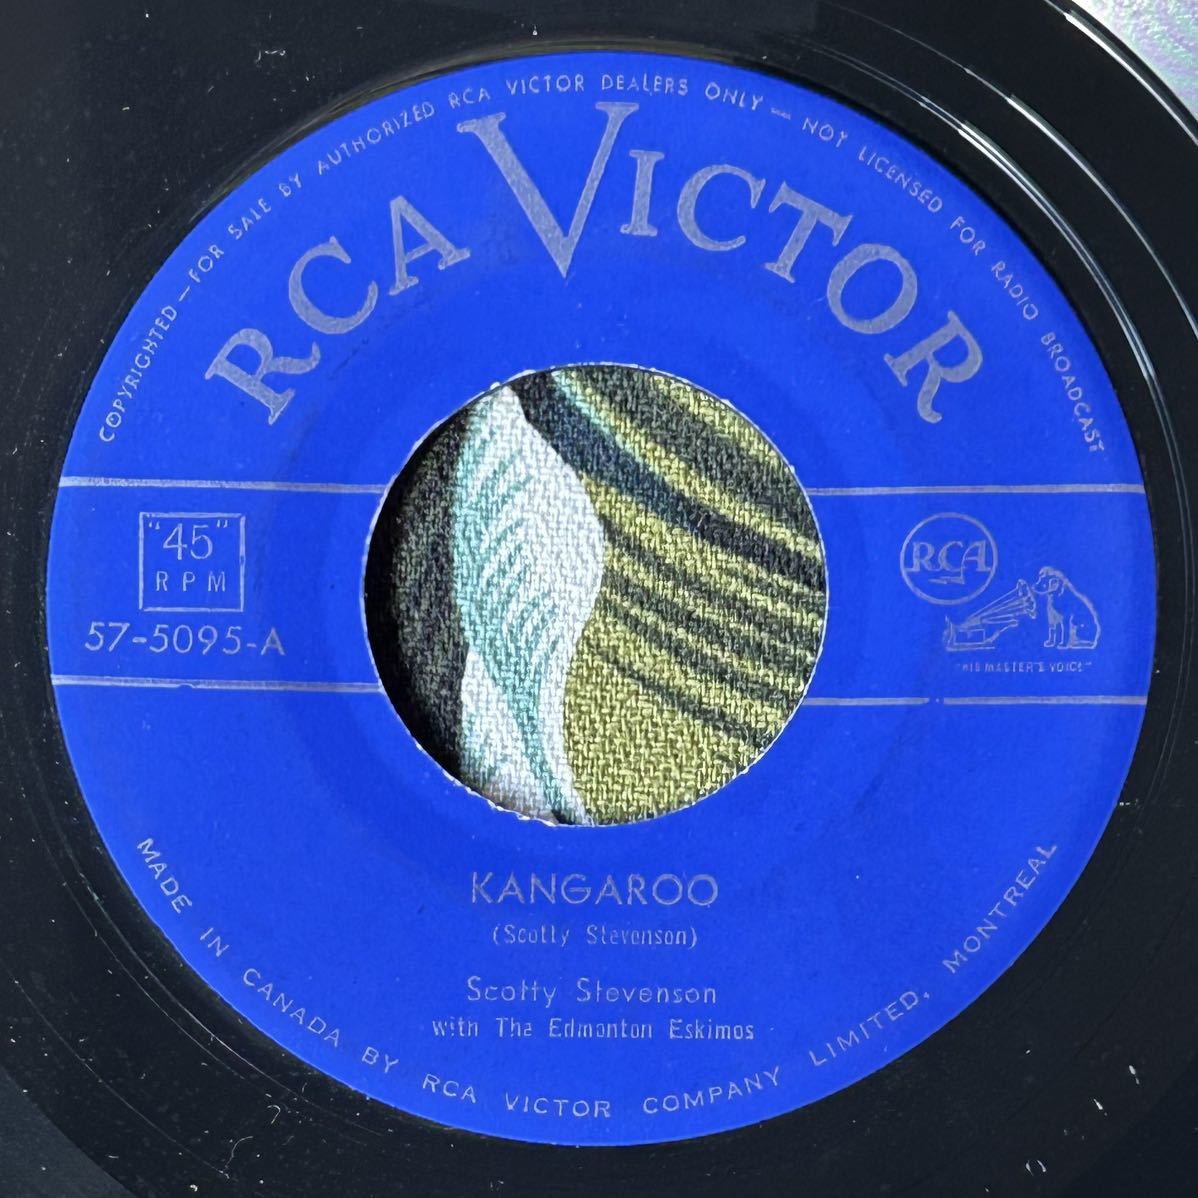 COPYRIGHTED — FOR SALE BY AUTHORIZED RCA VICTOR DEALERS ONLY — NOT LICENSED FOR RADIO BROADCAST
RCA VICTOR
"45"
RPM
57-5095-A
RCA
"HIS MASTER'S VOICE"
KANGAROO
(Scotty Stevenson)
Scotty Stevenson
with The Edmonton Eskimos
MADE IN CANADA BY RCA VICTOR COMPANY LIMITED, MONTREAL